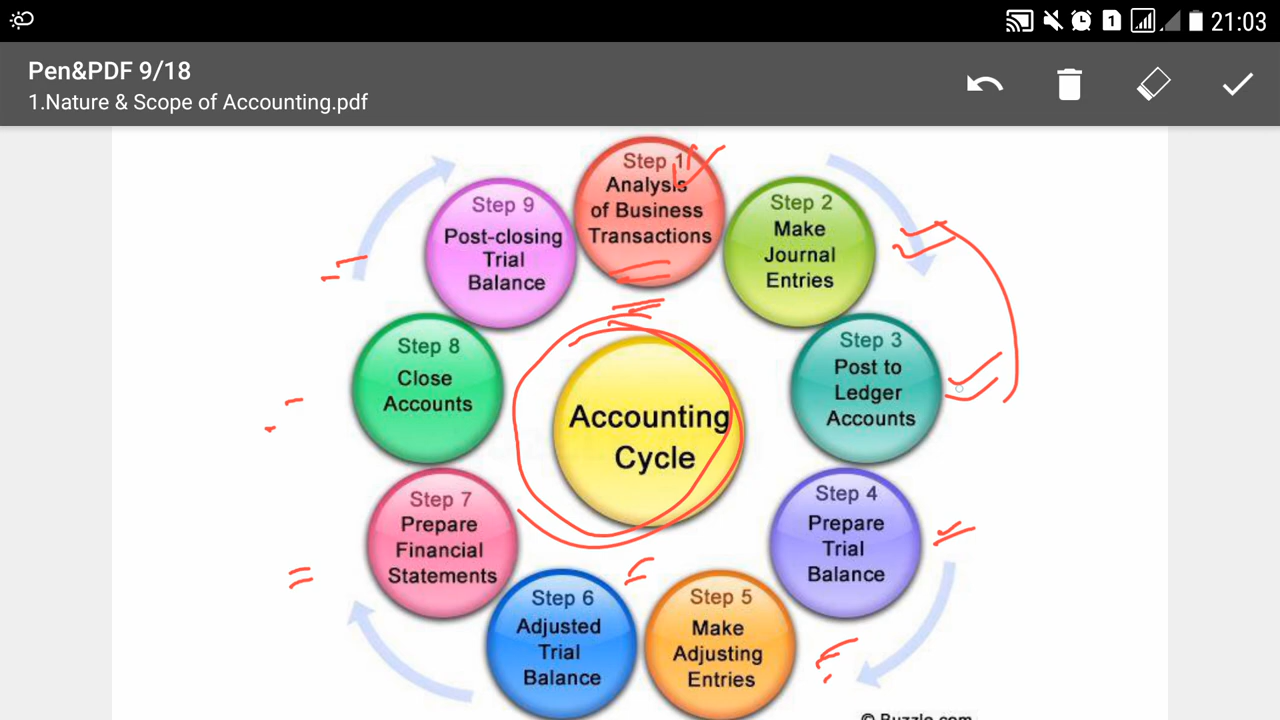 21:03
Pen&PDF 9/18
1.Nature & Scope of Accounting.pdf
Step 1
Analysis
of Business
Transactions
Step 2
Make
Journal
Entries
Step 3
Post to
Ledger
Accounts
Step 4
Prepare
Trial
Balance
Step 5
Make
Adjusting
Entries
Step 6
Adjusted
Trial
Balance
Step 7
Prepare
Financial
Statements
Step 8
Close
Accounts
Step 9
Post-closing
Trial
Balance
Accounting
Cycle